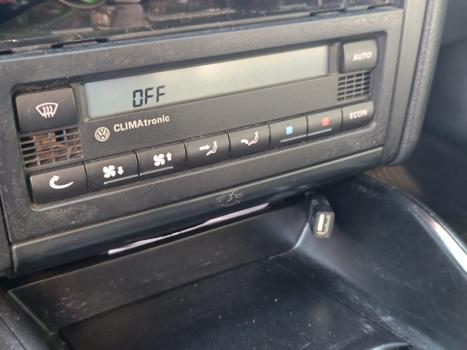 AUTO
OFF
CLIMAtronic
ECON